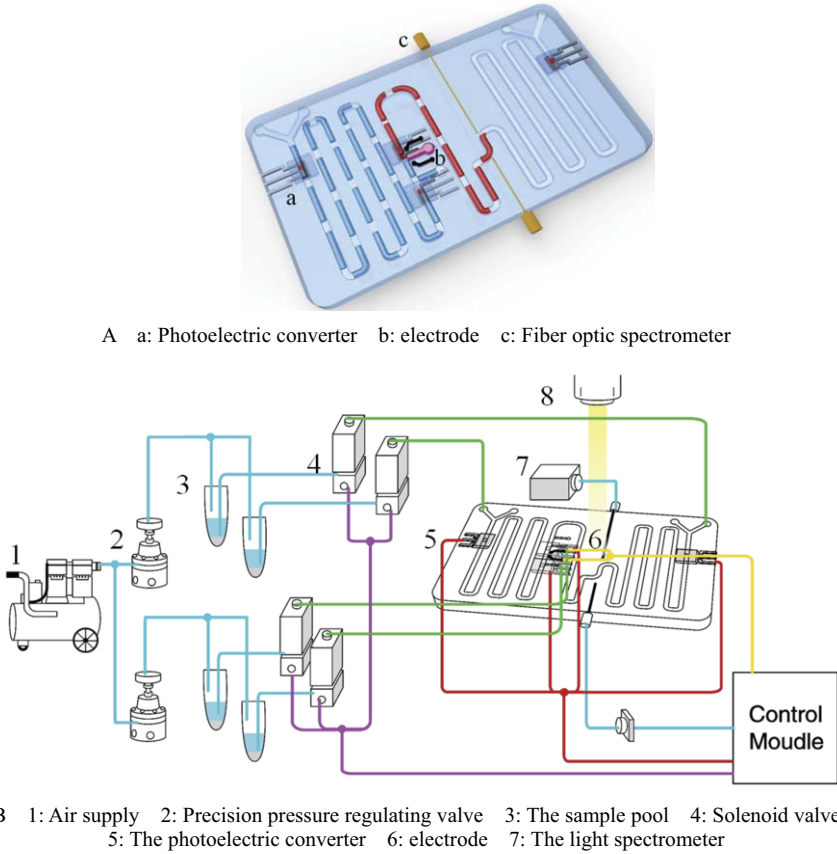 c
b
a
A a: Photoelectric converter b: electrode c: Fiber optic spectrometer
8
4
7
3
5
6
1
2
Control
Moudle
B 1: Air supply 2: Precision pressure regulating valve 3: The sample pool 4: Solenoid valve
5: The photoelectric converter 6: electrode 7: The light spectrometer